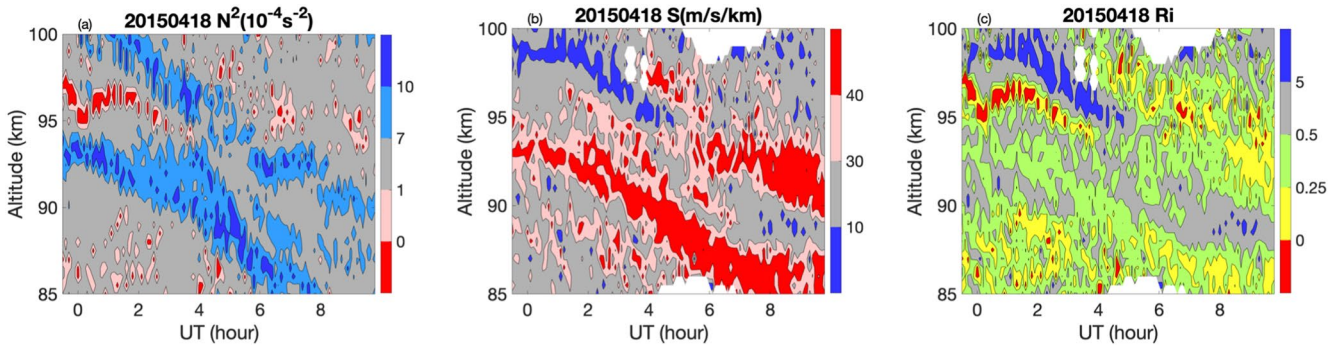 (a) 20150418 N²(10⁻⁴s⁻²)
100
95
90
85
Altitude (km)
0 2 4 6 8
UT (hour)
10
7
1
0
(b) 20150418 S(m/s/km)
100
95
90
85
Altitude (km)
0 2 4 6 8
UT (hour)
40
30
10
(c) 20150418 Ri
100
95
90
85
Altitude (km)
0 2 4 6 8
UT (hour)
5
0.5
0.25
0